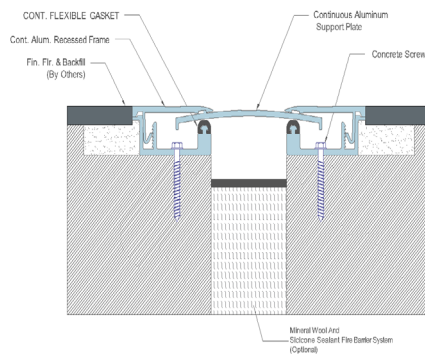 CONT. FLEXIBLE GASKET
Cont. Alum. Recessed Frame
Fin. Flr. & Backfill
(By Others)
Continuous Aluminum
Support Plate
Concrete Screw
Mineral Wool And
Slolcone Sealant Fire Barrier System
(Optional)